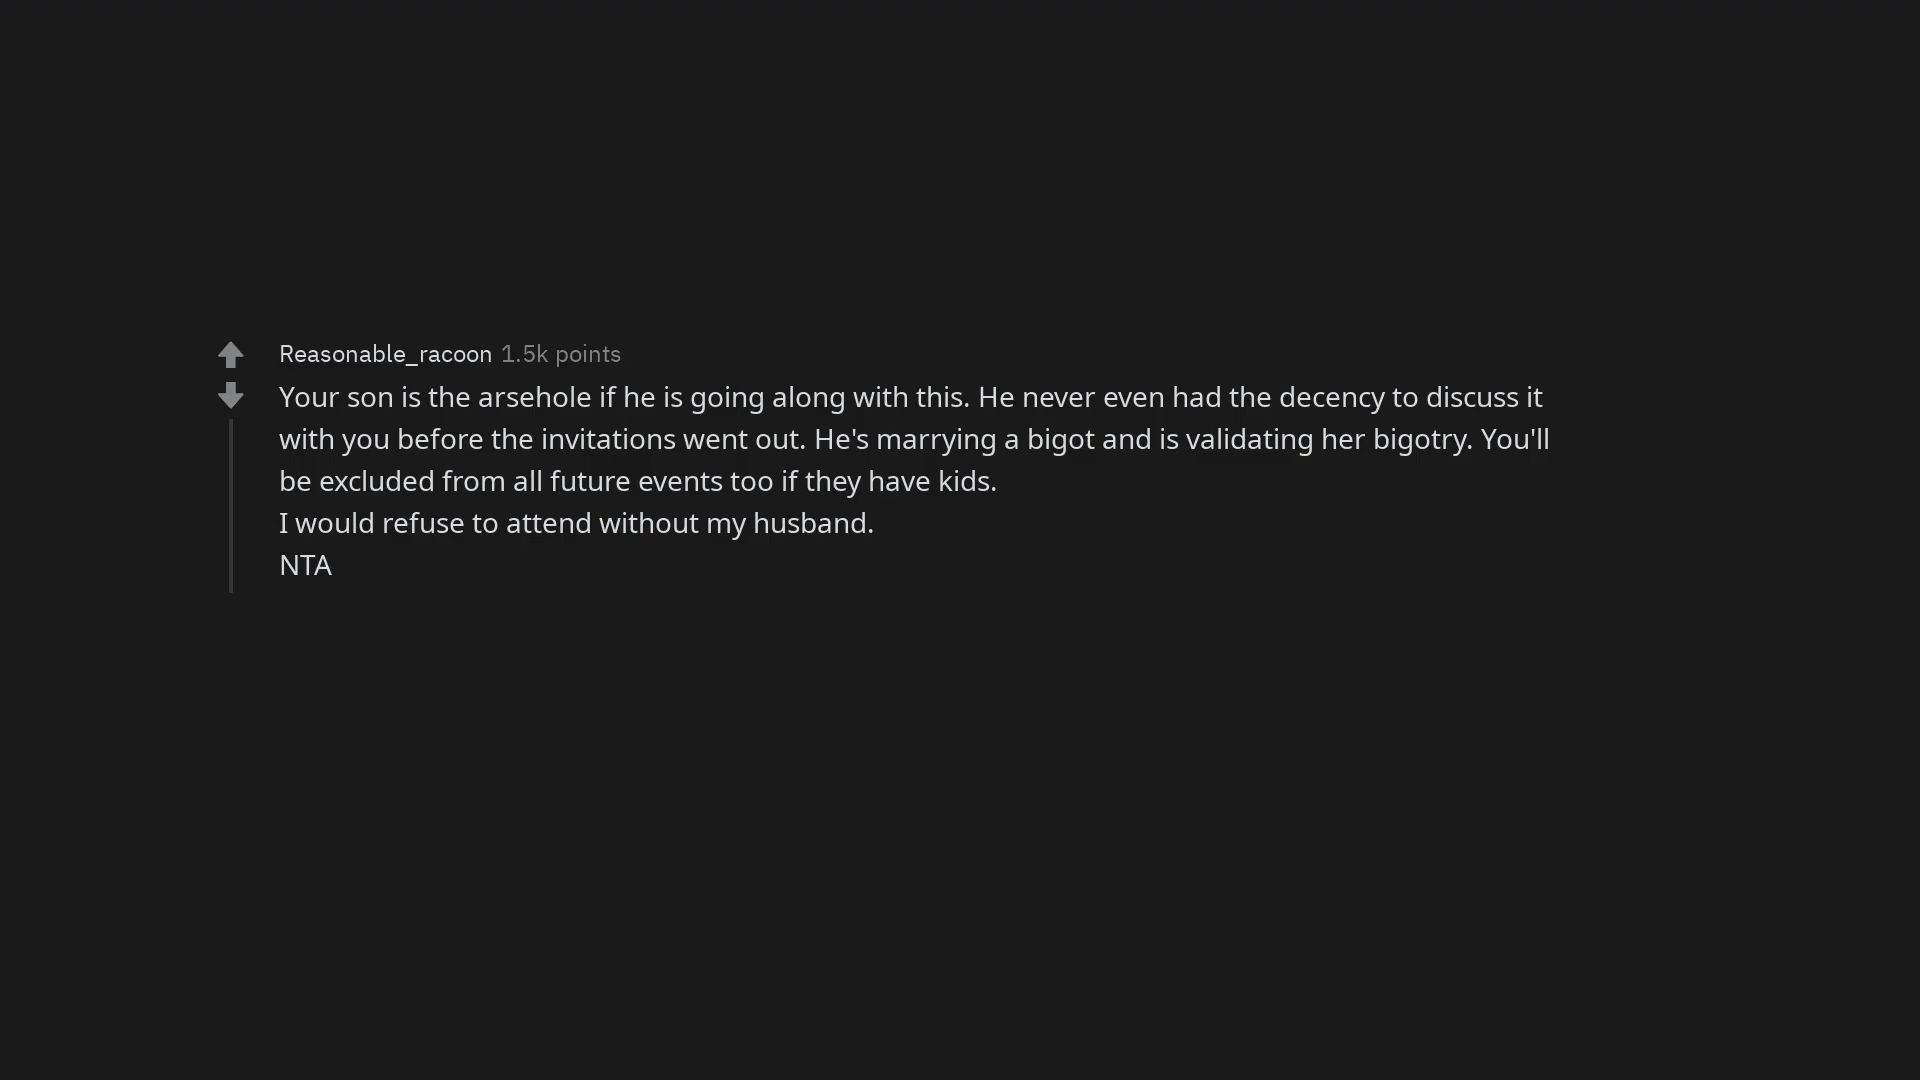 Reasonable_racoon 1.5k points
Your son is the arsehole if he is going along with this. He never even had the decency to discuss it
with you before the invitations went out. He's marrying a bigot and is validating her bigotry. You'll
be excluded from all future events too if they have kids.
I would refuse to attend without my husband.
NTA